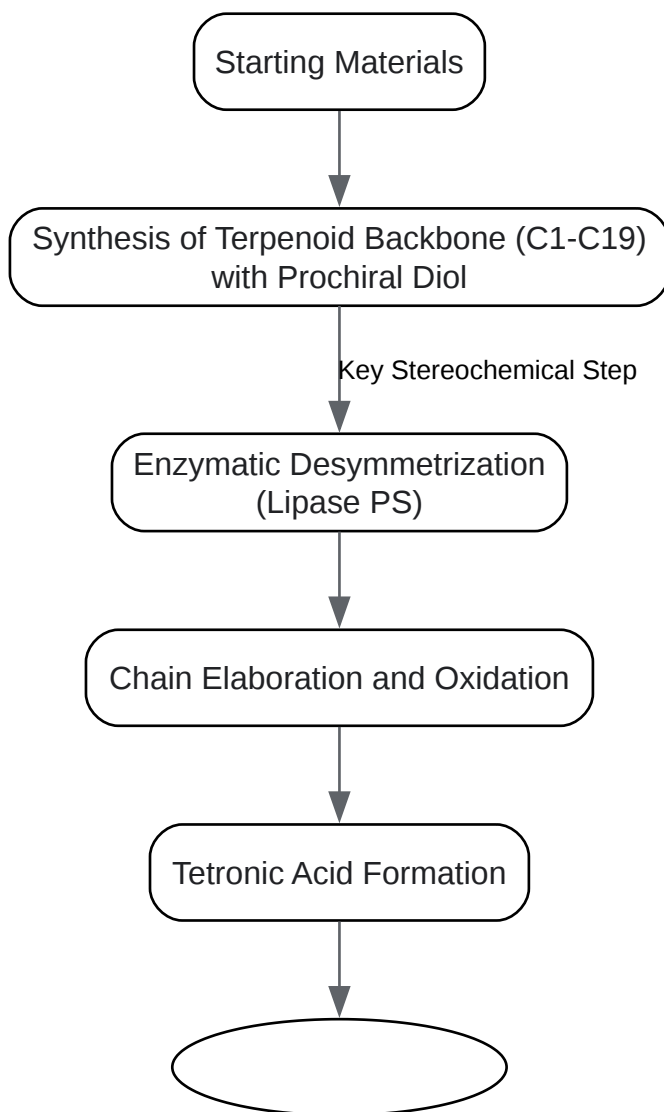 Starting Materials
Synthesis of Terpenoid Backbone (C1-C19)
with Prochiral Diol
Key Stereochemical Step
Enzymatic Desymmetrization
(Lipase PS)
Chain Elaboration and Oxidation
Tetronic Acid Formation